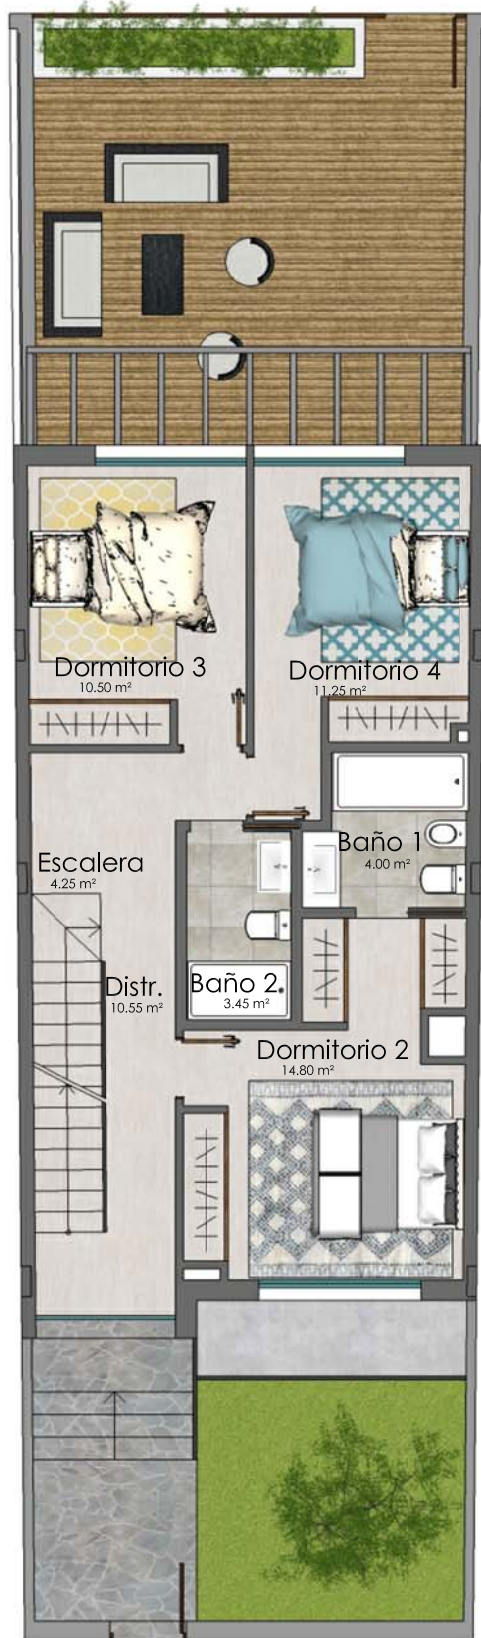 Dormitorio 3
10.50 m²
Dormitorio 4
11.25 m²
Baño 1
4.00 m²
Escalera
4.25 m²
Distr.
10.55 m²
Baño 2
3.45 m²
Dormitorio 2
14.80 m²